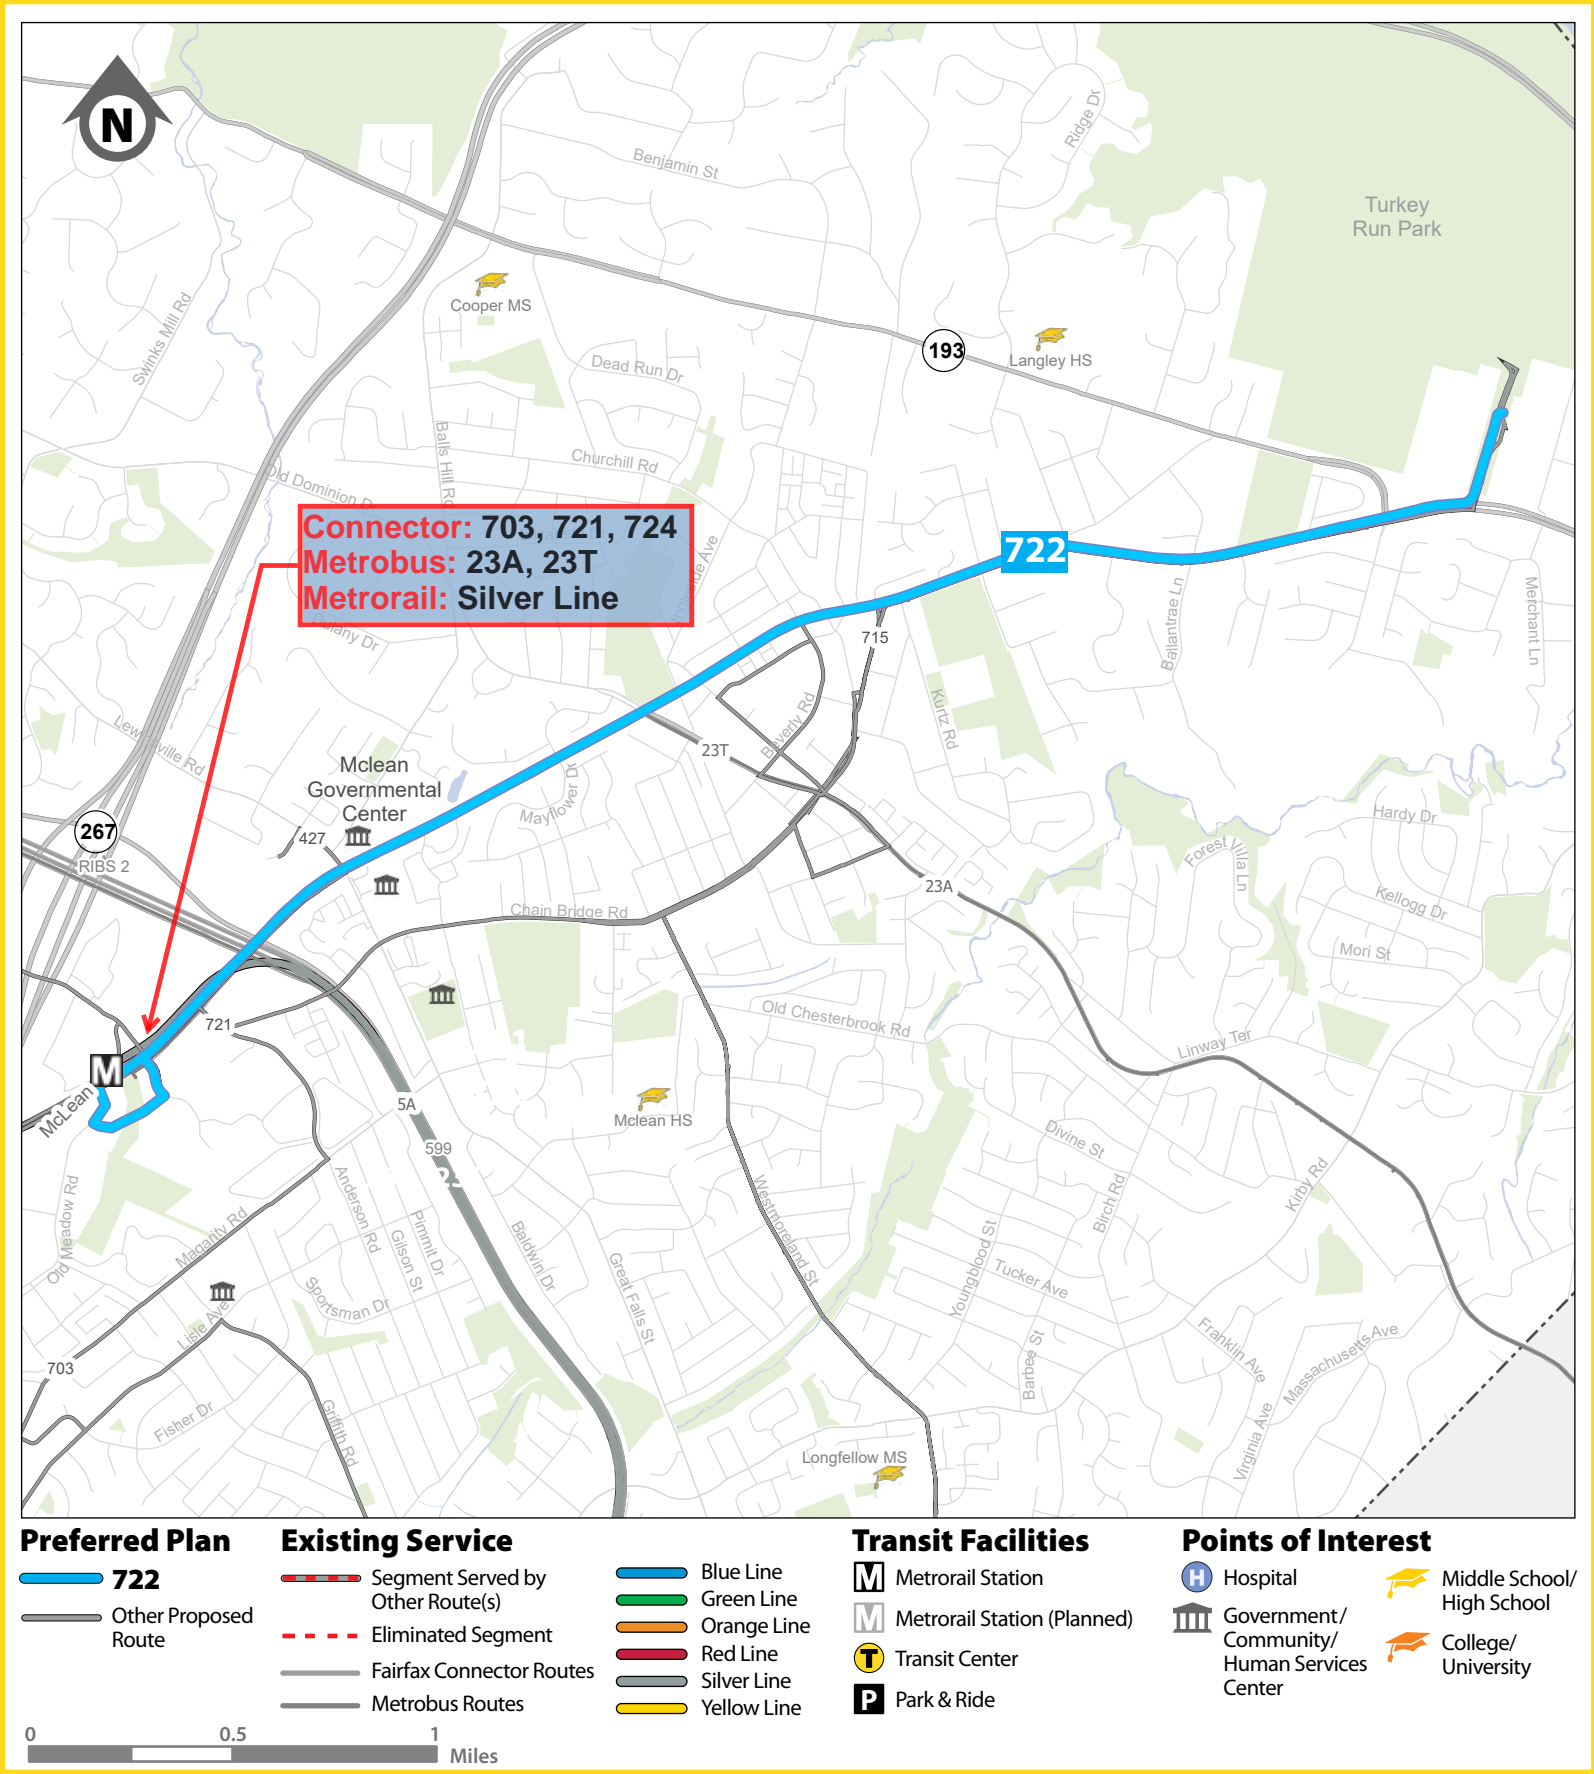 N
Benjamin St
Ridge Dr
Turkey
Run Park
Swinks Mill Rd
Cooper MS
193
Langley HS
Dead Run Dr
Balls Hill Rd
Churchill Rd
Old Dominion Dr
Connector: 703, 721, 724
Metrobus: 23A, 23T
Metrorail: Silver Line
722
Ingleside Ave
Dulany Dr
715
Ballantrae Ln
Merchant Ln
Kurtz Rd
Beverly Rd
23T
Lewinsville Rd
Mclean
Governmental
Center
Mayflower Dr
267
RIBS 2
427
Hardy Dr
Forest Villa Ln
23A
Kellogg Dr
Chain Bridge Rd
Mori St
721
Old Chesterbrook Rd
Linway Ter
M
McLean
5A
Mclean HS
599
Divine St
Old Meadow Rd
Anderson Rd
Magarity Rd
Gilson St
Pimmit Dr
Baldwin Dr
Westmoreland St
Birch Rd
Kirby Rd
Youngblood St
Tucker Ave
Great Falls St
Sportsman Dr
Lisle Ave
Franklin Ave
Massachusetts Ave
Barbee St
703
Fisher Dr
Griffith Rd
Virginia Ave
Longfellow MS
Preferred Plan
722
Other Proposed
Route
Existing Service
Segment Served by
Other Route(s)
Eliminated Segment
Fairfax Connector Routes
Metrobus Routes
Blue Line
Green Line
Orange Line
Red Line
Silver Line
Yellow Line
Transit Facilities
M Metrorail Station
M Metrorail Station (Planned)
T Transit Center
P Park & Ride
Points of Interest
H Hospital
Government/
Community/
Human Services
Center
Middle School/
High School
College/
University
0 0.5 1
Miles